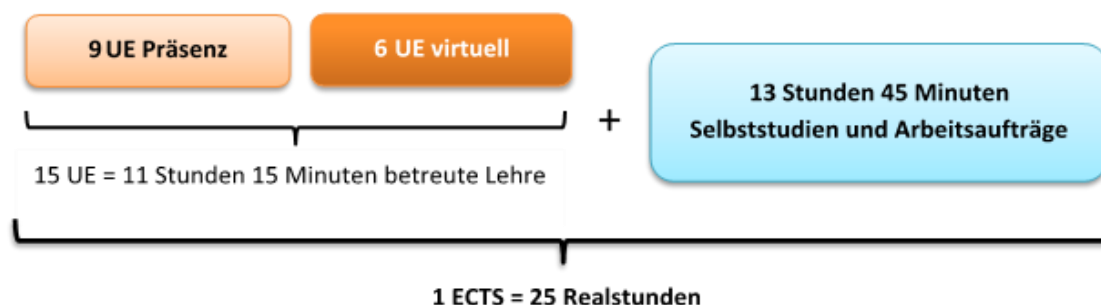 9 UE Präsenz
6 UE virtuell
+
13 Stunden 45 Minuten
Selbststudien und Arbeitsaufträge
15 UE = 11 Stunden 15 Minuten betreute Lehre
1 ECTS = 25 Realstunden